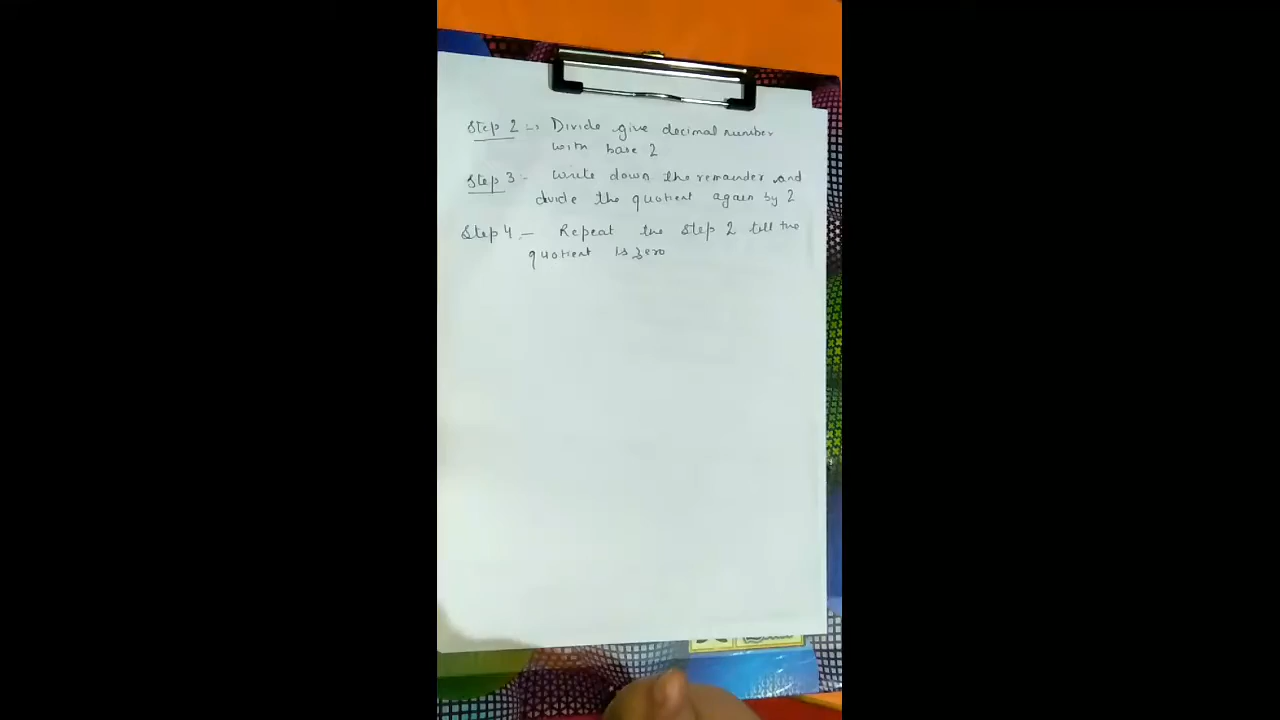 Step 2 :- Divide give decimal number
with base 2
Step 3 :- Write down the remander and
divide the quotient again by 2
Step 4 :- Repeat the step 2 till the
quotient is zero